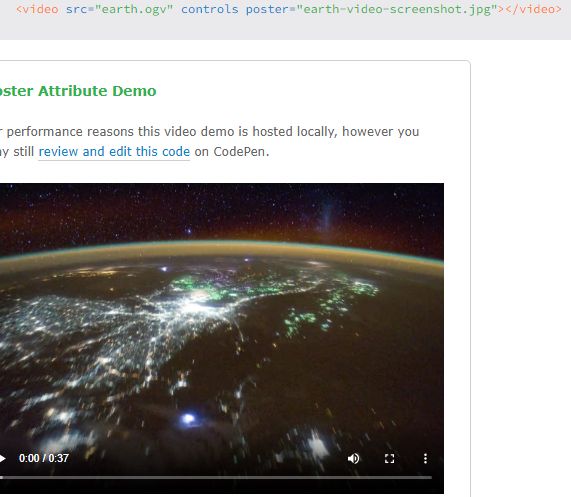 <video src="earth.ogv" controls poster="earth-video-screenshot.jpg"></video>
oster Attribute Demo
r performance reasons this video demo is hosted locally, however you
y still review and edit this code on CodePen.
0:00 / 0:37